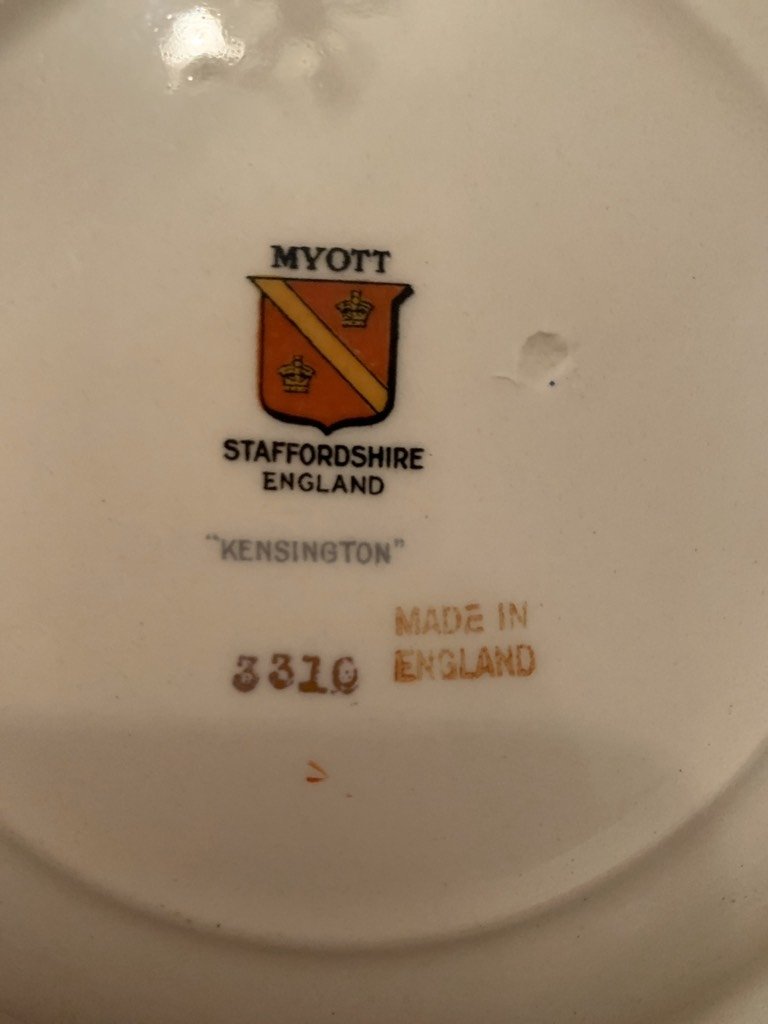 MYOTT
STAFFORDSHIRE
ENGLAND
"KENSINGTON"
MADE IN
ENGLAND
3310